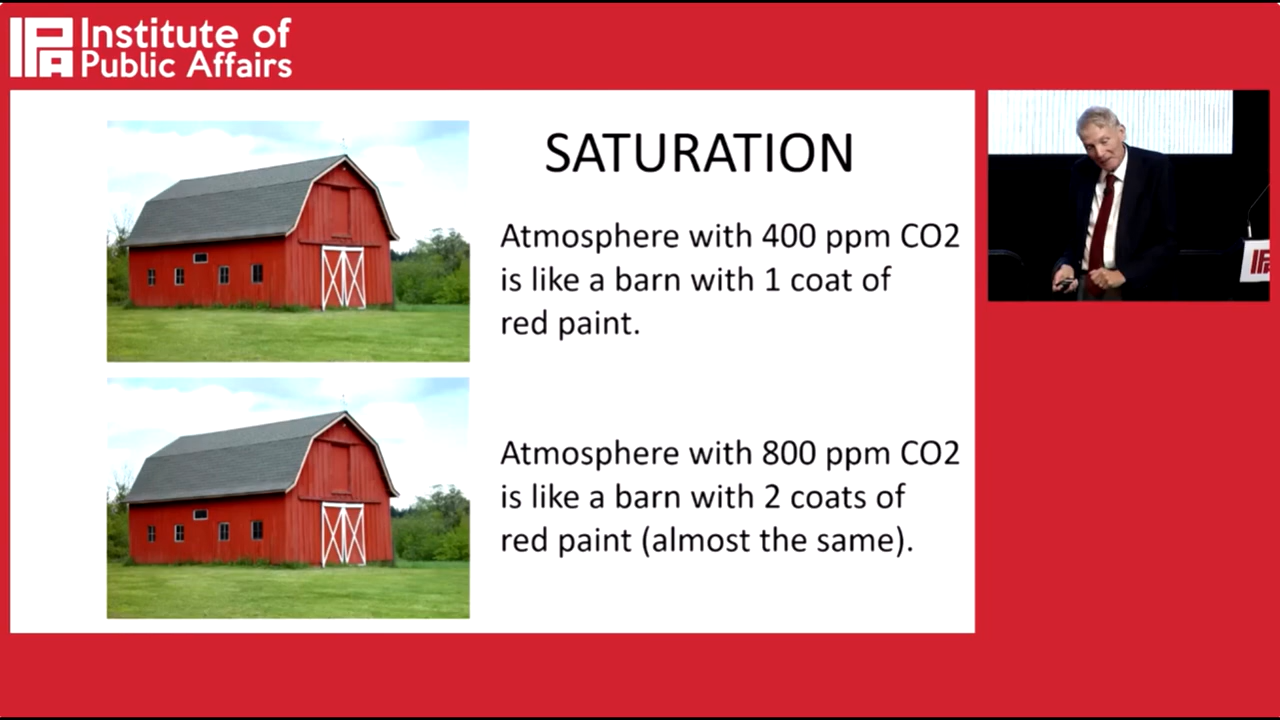 Institute of
Public Affairs
SATURATION
Atmosphere with 400 ppm CO2
is like a barn with 1 coat of
red paint.
Atmosphere with 800 ppm CO2
is like a barn with 2 coats of
red paint (almost the same).